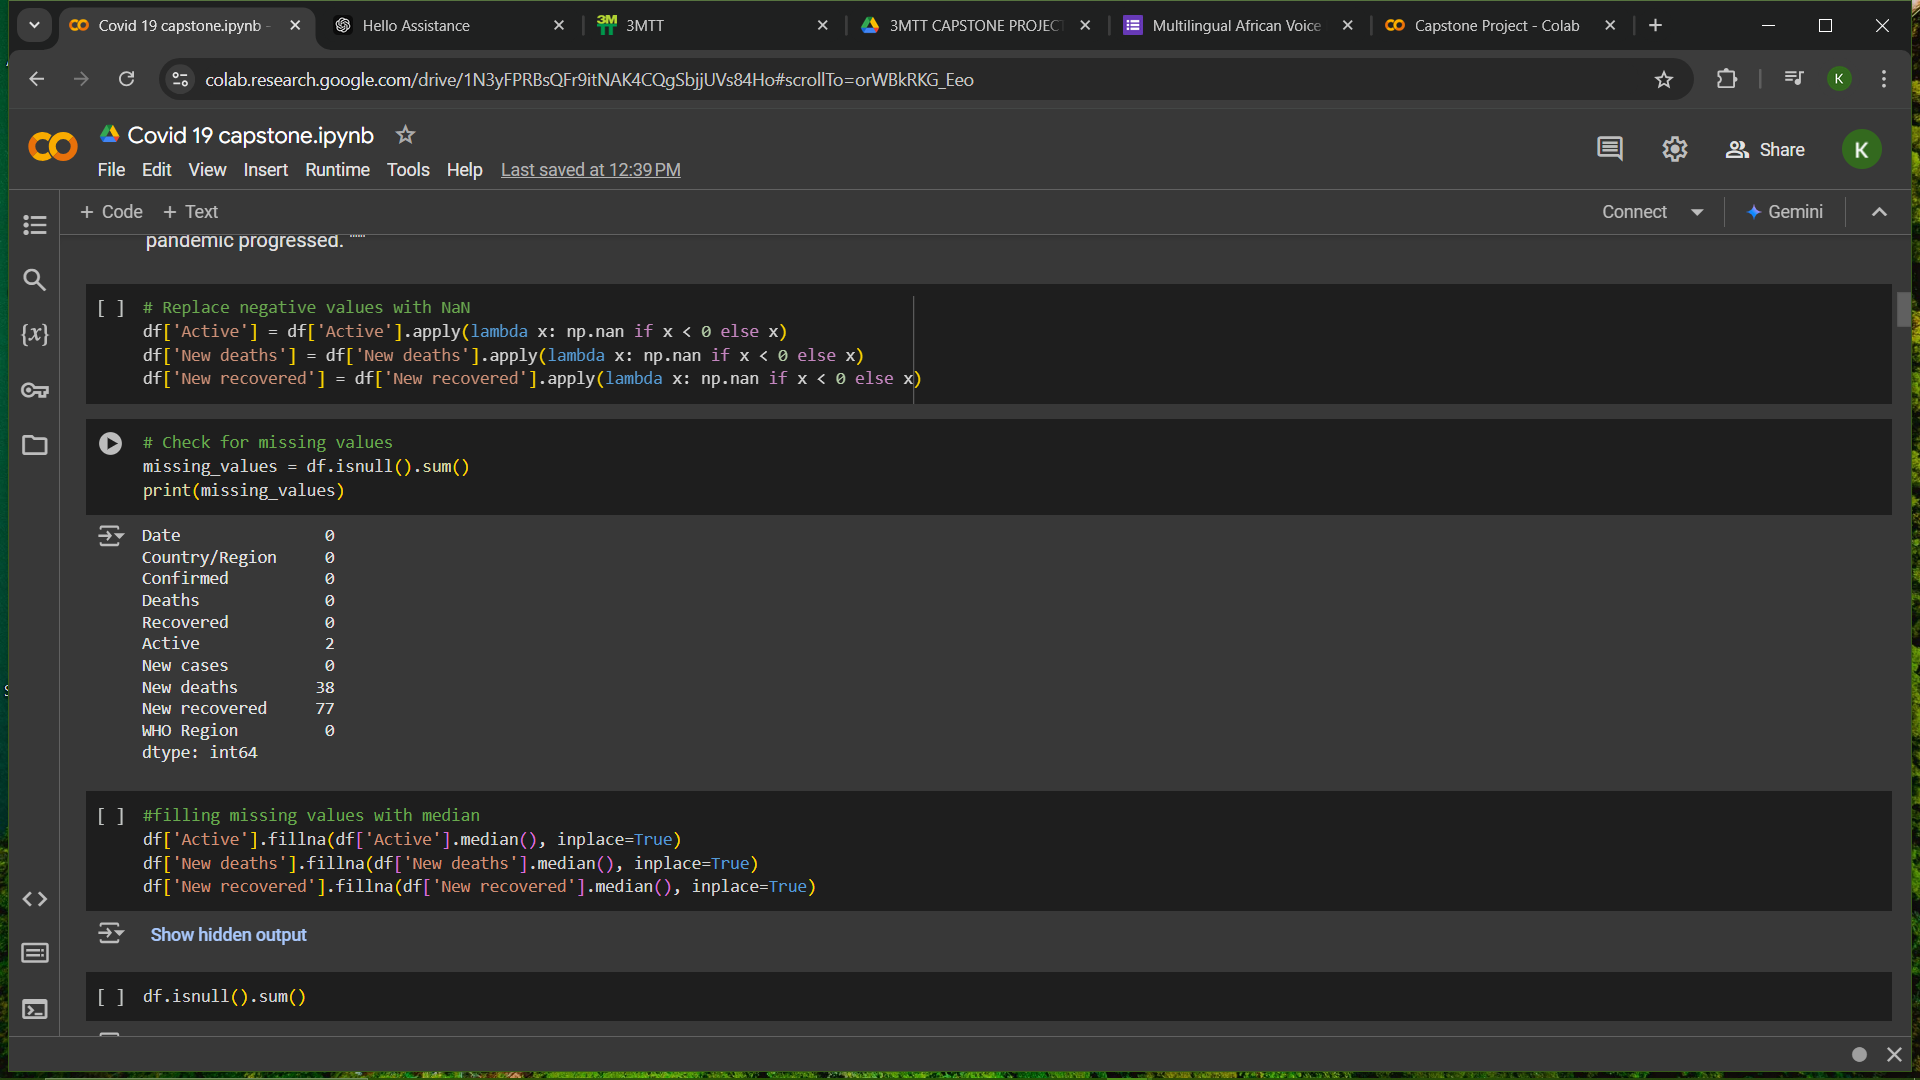 Covid 19 capstone.ipynb -
Hello Assistance
3MTT
3MTT CAPSTONE PROJECT
Multilingual African Voice
Capstone Project - Colab
colab.research.google.com/drive/1N3yFPRBsQFr9itNAK4CQgSbjjUVs84Ho#scrollTo=orWBkRKG_Eeo
K
Covid 19 capstone.ipynb
File Edit View Insert Runtime Tools Help Last saved at 12:39 PM
Share
K
+ Code + Text
Connect
Gemini
pandemic progressed. """
[ ] # Replace negative values with NaN
df['Active'] = df['Active'].apply(lambda x: np.nan if x < 0 else x)
df['New deaths'] = df['New deaths'].apply(lambda x: np.nan if x < 0 else x)
df['New recovered'] = df['New recovered'].apply(lambda x: np.nan if x < 0 else x)
# Check for missing values
missing_values = df.isnull().sum()
print(missing_values)
Date 0
Country/Region 0
Confirmed 0
Deaths 0
Recovered 0
Active 2
New cases 0
New deaths 38
New recovered 77
WHO Region 0
dtype: int64
[ ] #filling missing values with median
df['Active'].fillna(df['Active'].median(), inplace=True)
df['New deaths'].fillna(df['New deaths'].median(), inplace=True)
df['New recovered'].fillna(df['New recovered'].median(), inplace=True)
Show hidden output
[ ] df.isnull().sum()